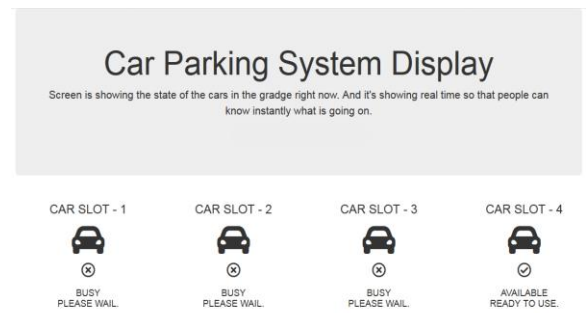 Car Parking System Display
Screen is showing the state of the cars in the gradge right now. And it's showing real time so that people can
know instantly what is going on.
CAR SLOT - 1
BUSY
PLEASE WAIL.
CAR SLOT - 2
BUSY
PLEASE WAIL.
CAR SLOT - 3
BUSY
PLEASE WAIL.
CAR SLOT - 4
AVAILABLE
READY TO USE.